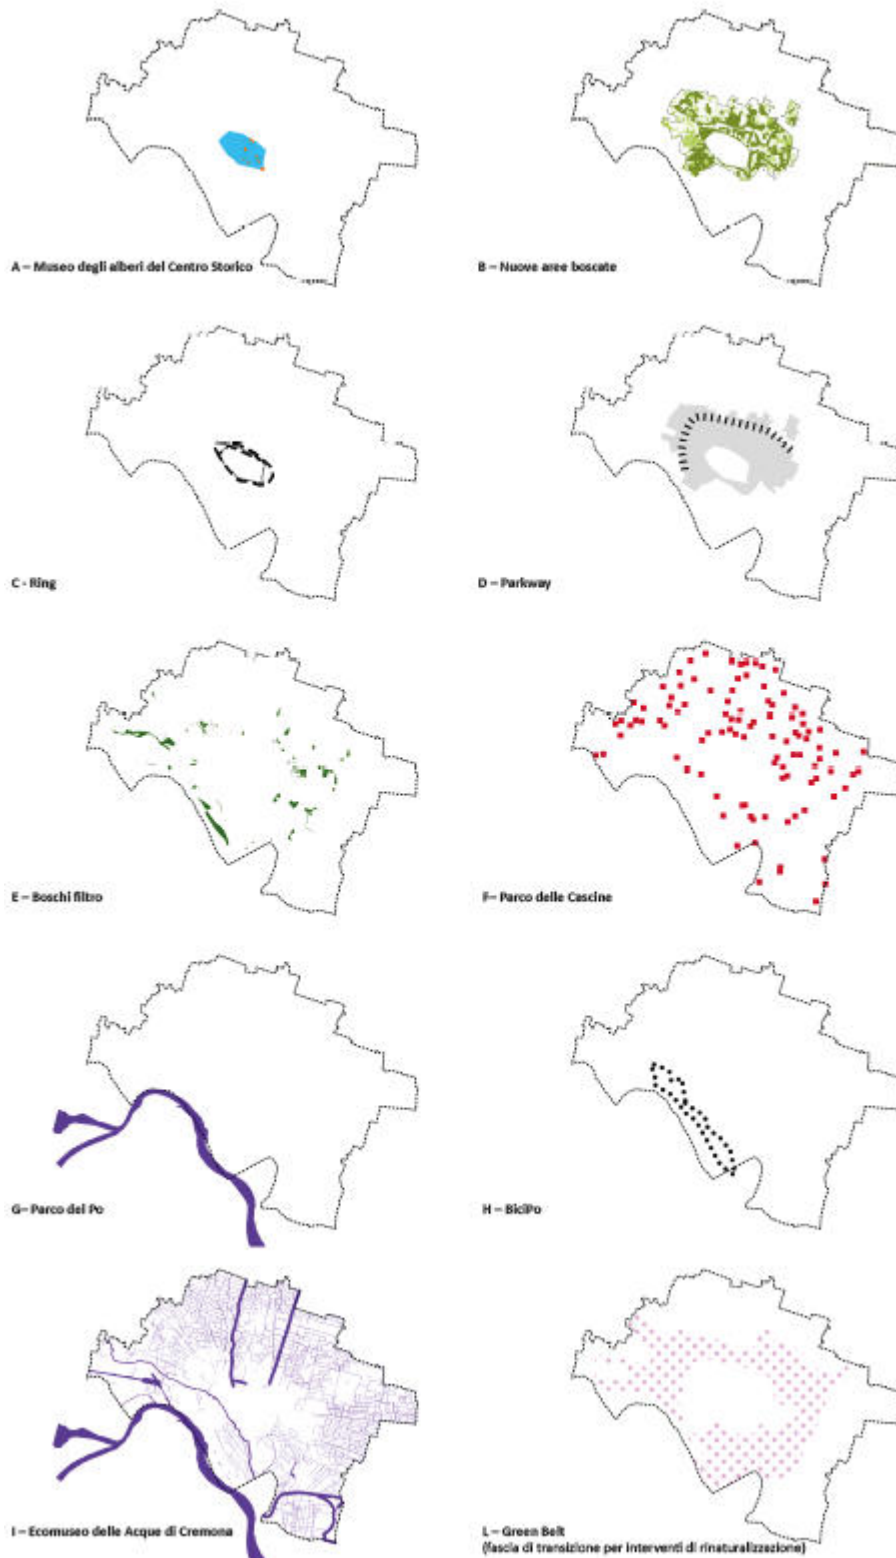 A – Museo degli alberi del Centro Storico
B – Nuove aree boscate
C - Ring
D – Parkway
E – Boschi filtro
F– Parco delle Cascine
G– Parco del Po
H – BiciPo
I – Ecomuseo delle Acque di Cremona
L – Green Belt
(fascia di transizione per interventi di rinaturalizzazione)